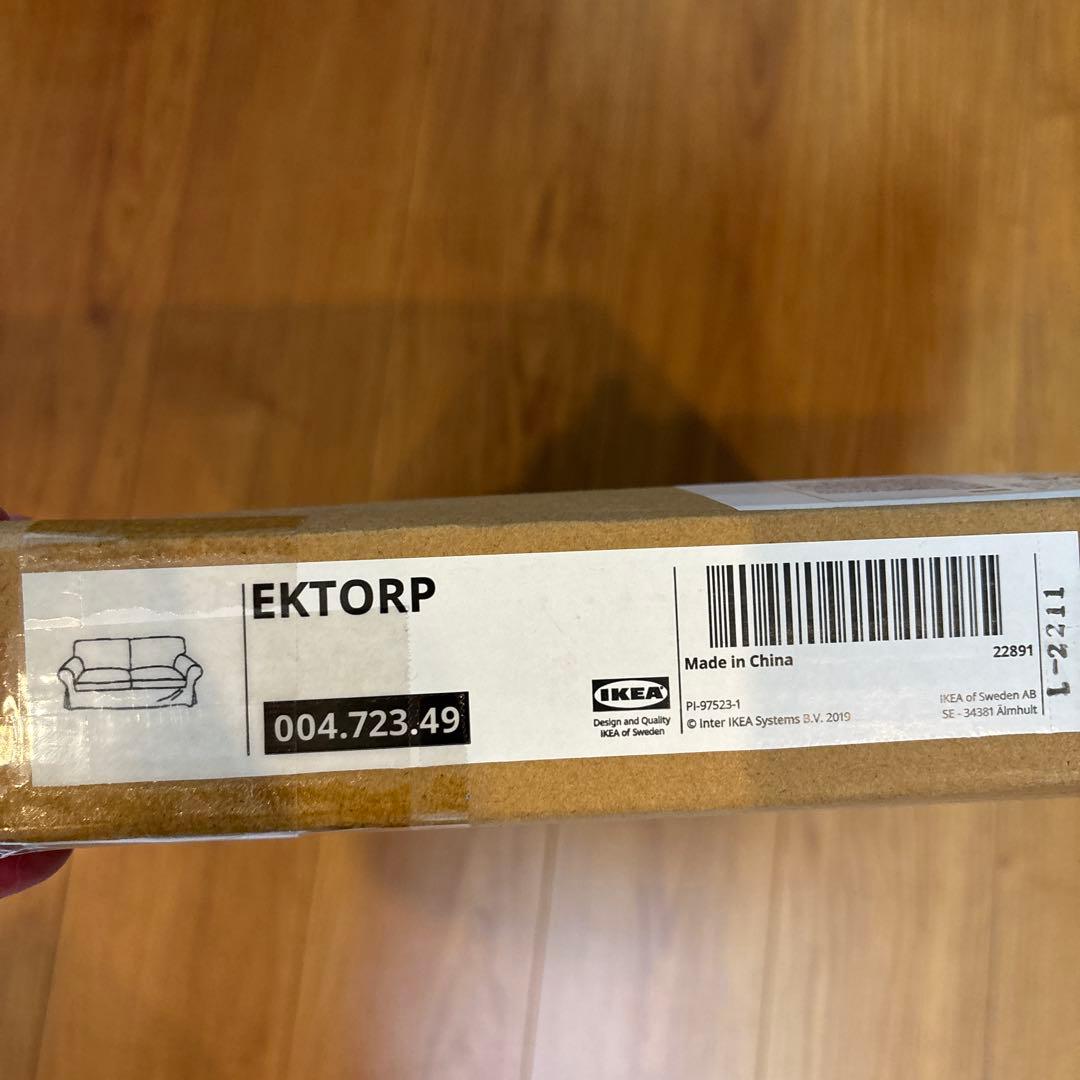 EKTORP
004.723.49
IKEA
Design and Quality
IKEA of Sweden
Made in China
22891
PI-97523-1
© Inter IKEA Systems B.V. 2019
IKEA of Sweden AB
SE - 34381 Älmhult
L-2211